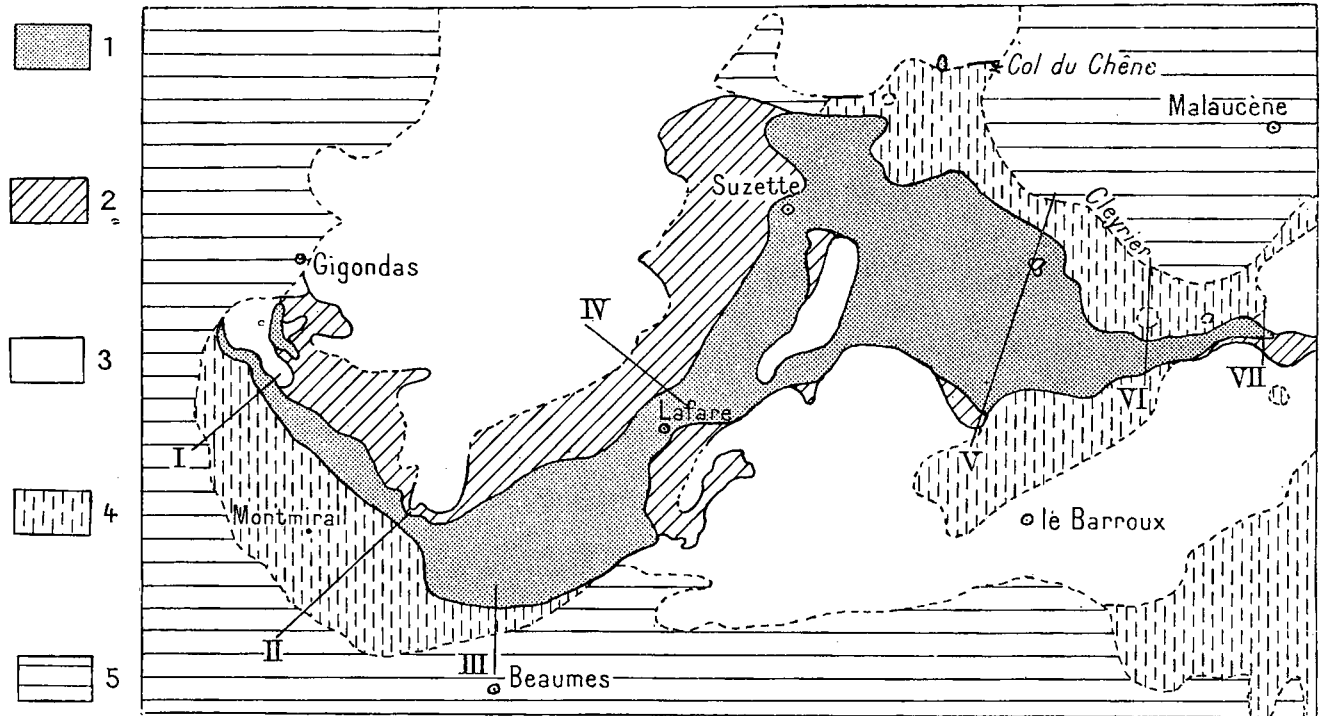 1
Col du Chêne
Malaucène
2
Suzette
Cleyrier
Gigondas
IV
3
VII
VI
Lafare
I
V
4
Montmirail
le Barroux
II
III
5
Beaumes